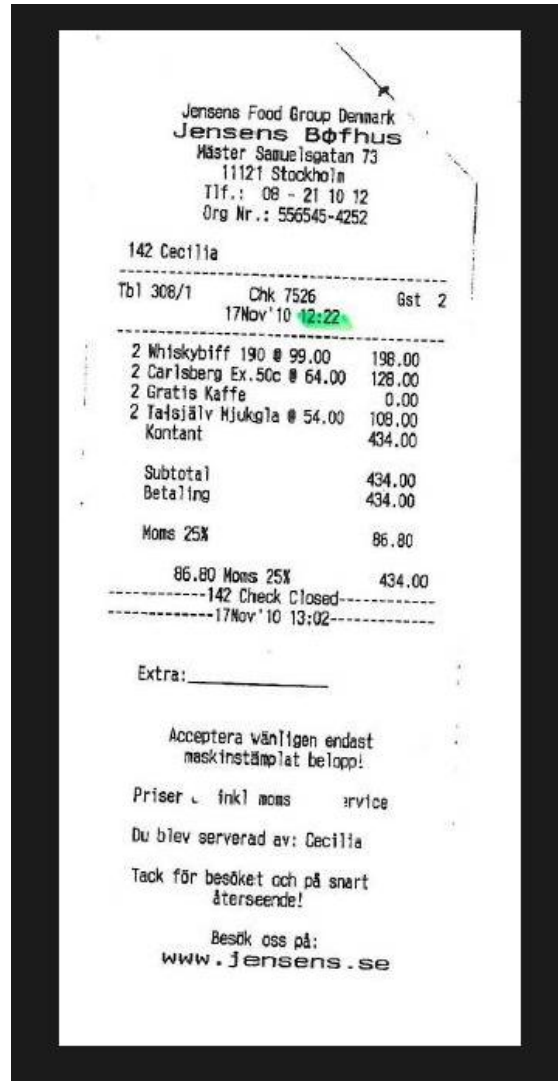 Jensens Food Group Denmark
Jensens Bøfhus
Mäster Samuelsgatan 73
11121 Stockholm
Tlf.: 08 - 21 10 12
Org Nr.: 556545-4252
142 Cecilia
Tbl 308/1 Chk 7526 Gst 2
17Nov'10 12:22
2 Whiskybiff 190 @ 99.00 198.00
2 Carlsberg Ex.50c @ 64.00 128.00
2 Gratis Kaffe 0.00
2 Ta-själv Mjukgla @ 54.00 108.00
Kontant 434.00
Subtotal 434.00
Betaling 434.00
Moms 25% 86.80
86.80 Moms 25% 434.00
-----------142 Check Closed-----------
------------17Nov'10 13:02-------------
Extra:
Acceptera vänligen endast
maskinstämplat belopp!
Priser inkl moms
Du blev serverad av: Cecilia
Tack för besöket och på snart
återseende!
Besök oss på:
www.jensens.se